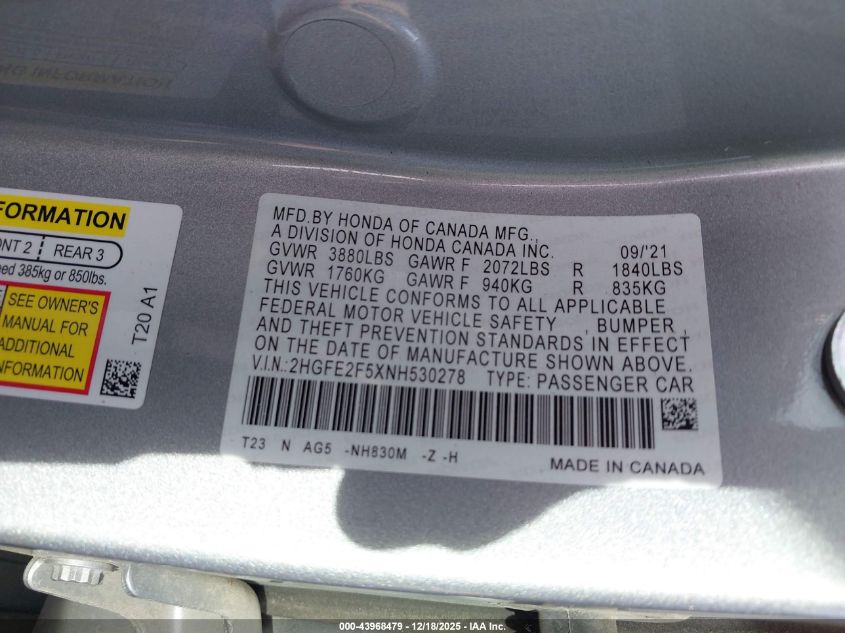 FORMATION
NT 2 REAR 3
ed 385kg or 850lbs.
SEE OWNER'S
MANUAL FOR
ADDITIONAL
INFORMATION
T20 A1
MFD.BY HONDA OF CANADA MFG.,
A DIVISION OF HONDA CANADA INC. 09/'21
GVWR 3880LBS GAWR F 2072LBS R 1840LBS
GVWR 1760KG GAWR F 940KG R 835KG
THIS VEHICLE CONFORMS TO ALL APPLICABLE
FEDERAL MOTOR VEHICLE SAFETY , BUMPER ,
AND THEFT PREVENTION STANDARDS IN EFFECT
ON THE DATE OF MANUFACTURE SHOWN ABOVE.
V.I.N.:2HGFE2F5XNH530278 TYPE: PASSENGER CAR
T23 N AG5 -NH830M -Z -H
MADE IN CANADA
000-43968479 - 12/18/2025 - IAA Inc.